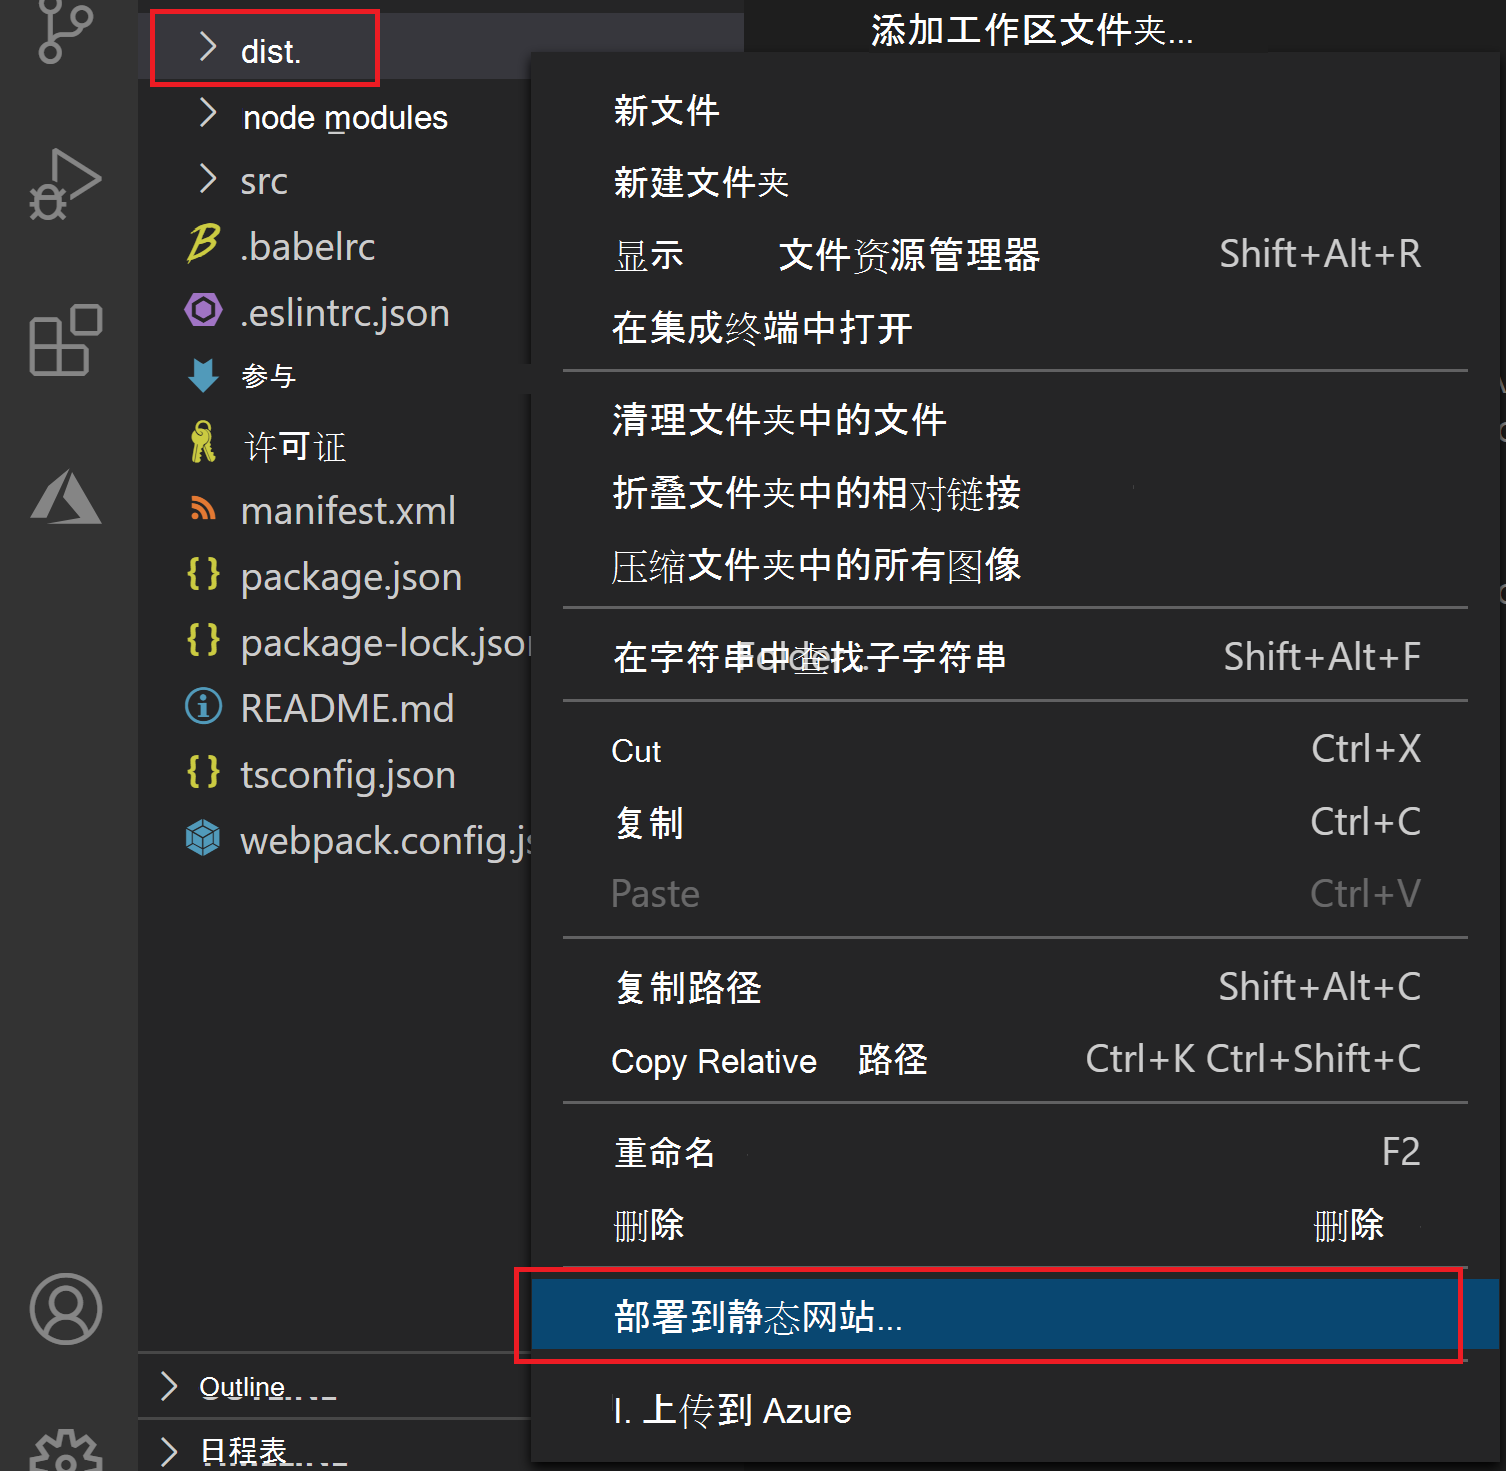 dist.
node modules
src
.babelrc
.eslintrc.json
参与
许可证
manifest.xml
package.json
package-lock.json
README.md
tsconfig.json
webpack.config.js
Outline
日程表
添加工作区文件夹...
新文件
新建文件夹
显示 文件资源管理器 Shift+Alt+R
在集成终端中打开
清理文件夹中的文件
折叠文件夹中的相对链接
压缩文件夹中的所有图像
在字符串中查找子字符串 Shift+Alt+F
Cut Ctrl+X
复制 Ctrl+C
Paste Ctrl+V
复制路径 Shift+Alt+C
Copy Relative 路径 Ctrl+K Ctrl+Shift+C
重命名 F2
删除 删除
部署到静态网站...
I. 上传到 Azure